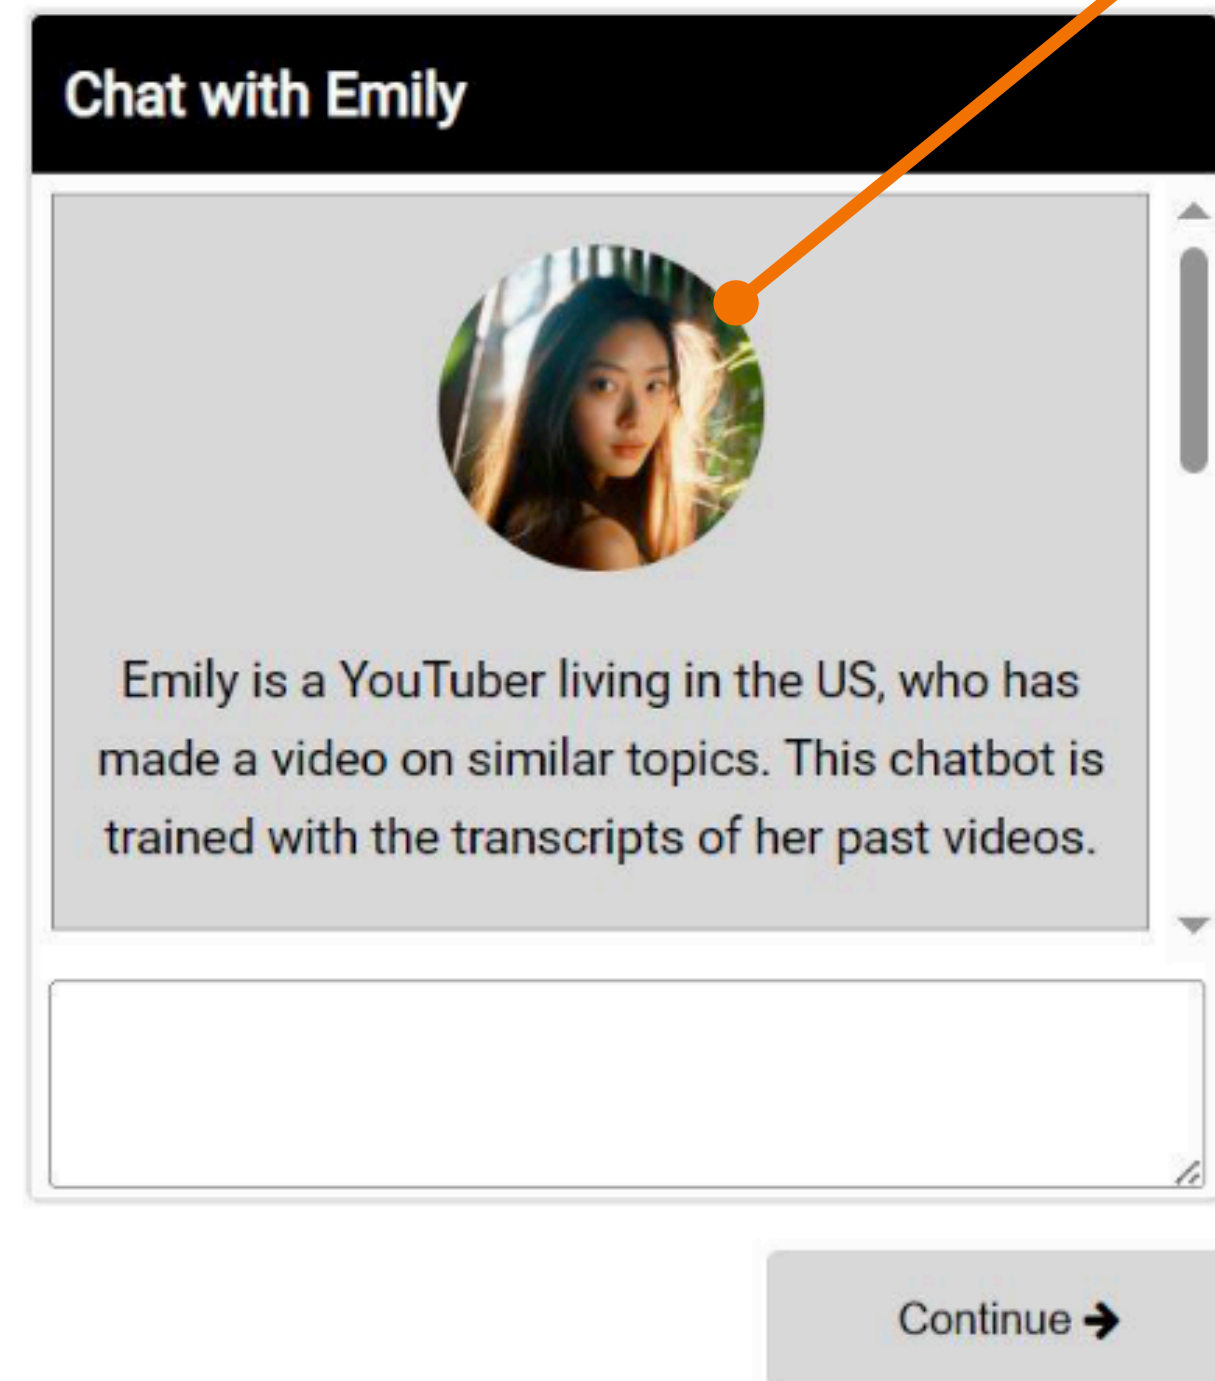 Chat with Emily
Emily is a YouTuber living in the US, who has
made a video on similar topics. This chatbot is
trained with the transcripts of her past videos.
Continue